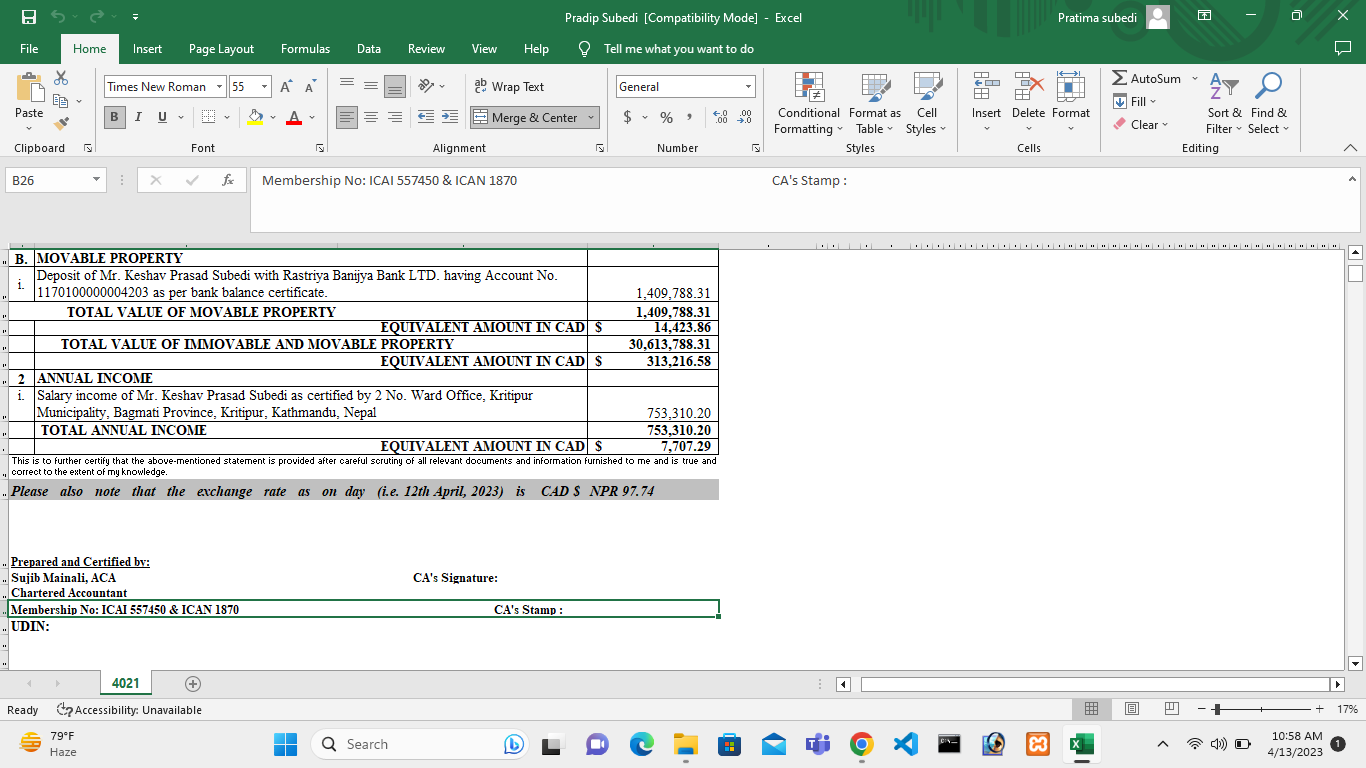 Pradip Subedi [Compatibility Mode] - Excel
Pratima subedi
File Home Insert Page Layout Formulas Data Review View Help Tell me what you want to do
Paste
Clipboard
Times New Roman 55
B I U
Font
Wrap Text
Merge & Center
Alignment
General
$ % ,
Number
Conditional Formatting
Format as Table
Cell Styles
Styles
Insert Delete Format
Cells
AutoSum
Fill
Clear
Sort & Filter
Find & Select
Editing
B26
fx
Membership No: ICAI 557450 & ICAN 1870 CA's Stamp :
B. MOVABLE PROPERTY
i. Deposit of Mr. Keshav Prasad Subedi with Rastriya Banijya Bank LTD. having Account No.
1170100000004203 as per bank balance certificate. 1,409,788.31
TOTAL VALUE OF MOVABLE PROPERTY 1,409,788.31
EQUIVALENT AMOUNT IN CAD $ 14,423.86
TOTAL VALUE OF IMMOVABLE AND MOVABLE PROPERTY 30,613,788.31
EQUIVALENT AMOUNT IN CAD $ 313,216.58
2 ANNUAL INCOME
i. Salary income of Mr. Keshav Prasad Subedi as certified by 2 No. Ward Office, Kritipur
Municipality, Bagmati Province, Kritipur, Kathmandu, Nepal 753,310.20
TOTAL ANNUAL INCOME 753,310.20
EQUIVALENT AMOUNT IN CAD $ 7,707.29
This is to further certify that the above-mentioned statement is provided after careful scrutiny of all relevant documents and information furnished to me and is true and
correct to the extent of my knowledge.
Please also note that the exchange rate as on day (i.e. 12th April, 2023) is CAD $ NPR 97.74
Prepared and Certified by:
Sujib Mainali, ACA CA's Signature:
Chartered Accountant
Membership No: ICAI 557450 & ICAN 1870 CA's Stamp :
UDIN:
4021
Ready Accessibility: Unavailable
17%
79°F
Haze
Search
10:58 AM
4/13/2023
1